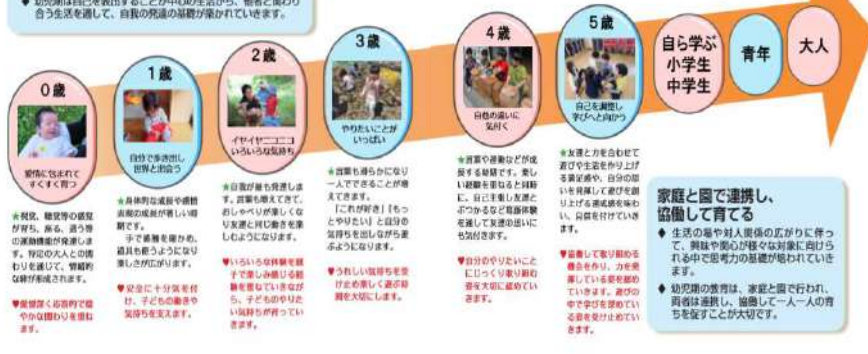 ◆ 幼児期は自己を表出することが中心の生活から、他者と関わり
合う生活を通して、自我の発達の基礎が築かれていきます。
0歳
愛情に包まれて
すくすく育つ
★視覚、聴覚等の感覚
が育ち、座る、這う等
の運動機能が発達しま
す。特定の大人との関
わりを通じて、情緒的
な絆が形成されます。
♥愛情深く応答的で穏
やかな関わりを重ね
ます。
1歳
自分で歩き出し
世界と出会う
★身体的な成長や感情
表現の成長が著しい時
期です。
手で感触を確かめ、
道具も使うようになり
楽しさが広がります。
♥安全に十分気を付
け、子どもの動きや
気持ちを支えます。
2歳
イヤイヤニコニコ
いろいろな気持ち
★自我が最も発達しま
す。言葉も増えてきて、
おしゃべりが楽しくな
り友達と同じ動きを楽
しむようになります。
♥いろいろな体験を親
子で楽しみ感じる経
験を重ねていきなが
ら、子どものやりた
い気持ちが育ってい
きます。
3歳
やりたいことが
いっぱい
★言葉も滑らかになり
一人でできることが増
えてきます。
「これが好き」「もっ
とやりたい」と自分の
気持ちを出しながら遊
ぶようになります。
♥うれしい気持ちを受
け止め楽しく遊ぶ時
間を大切にします。
4歳
自他の違いに
気付く
★言葉や運動などが成
長する時期です。楽し
い経験を重ねると同時
に、自己主張し友達と
ぶつかるなど葛藤体験
を通して友達の思いに
も気付きます。
♥自分のやりたいこと
にじっくり取り組む
姿を大切に認めてい
きます。
5歳
自己を調整し
学びへと向かう
★友達と力を合わせて
遊びや生活を作り上げ
る満足感や、自分の思
いを発揮して遊びを創
り上げる達成感を味わ
い、自信を付けていき
ます。
♥協働して取り組める
機会を作り、力を発
揮している姿を認め
ていきます。遊びの
中で学びを深めてい
る姿を受け止めてい
きます。
自ら学ぶ
小学生
中学生
青年
大人
家庭と園で連携し、
協働して育てる
◆ 生活の場や対人関係の広がりに伴っ
て、興味や関心が様々な対象に向けら
れる中で思考力の基礎が培われていき
ます。
◆ 幼児期の教育は、家庭と園で行われ、
両者は連携し、協働して一人一人の育
ちを促すことが大切です。